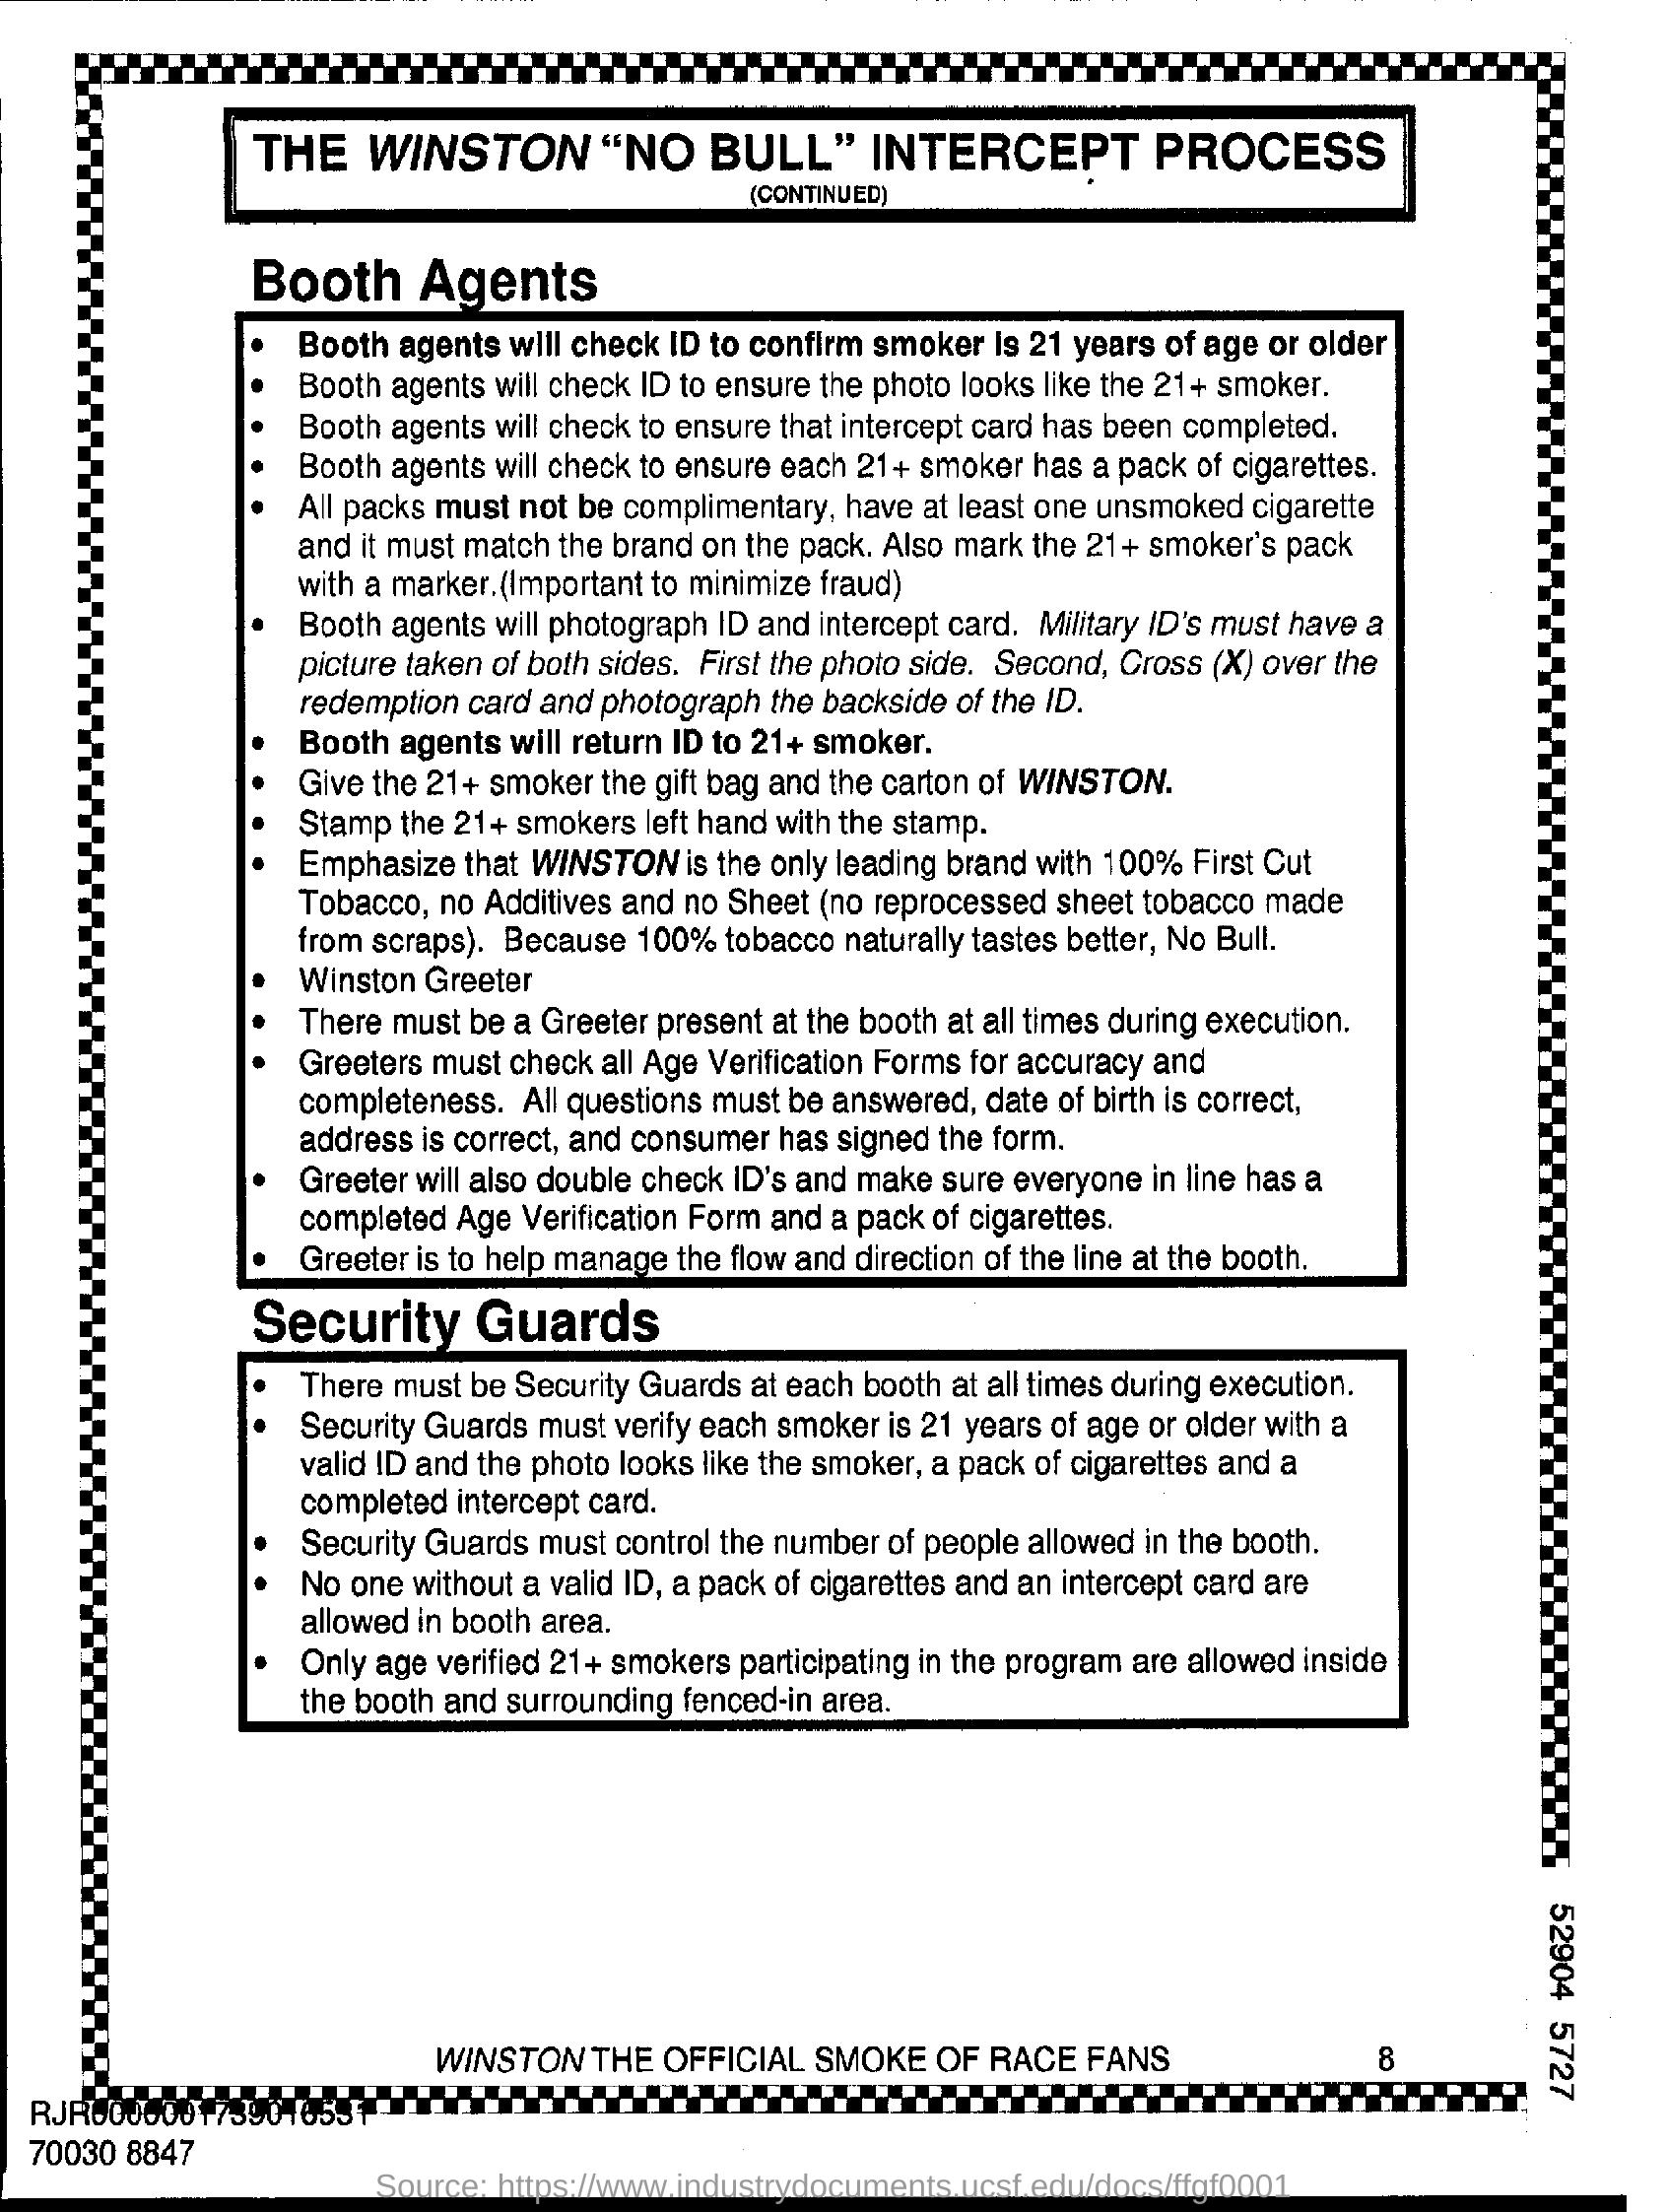 THE WINSTON “NO BULL” INTERCEPT PROCESS
(CONTINUED)
Booth Agents
• Booth agents will check ID to confirm smoker is 21 years of age or older
• Booth agents will check ID to ensure the photo looks like the 21+ smoker.
• Booth agents will check to ensure that intercept card has been completed.
• Booth agents will check to ensure each 21+ smoker has a pack of cigarettes.
• All packs must not be complimentary, have at least one unsmoked cigarette
and it must match the brand on the pack. Also mark the 21+ smoker's pack
with a marker.(Important to minimize fraud)
• Booth agents will photograph ID and intercept card. Military ID's must have a
picture taken of both sides. First the photo side. Second, Cross (X) over the
redemption card and photograph the backside of the ID.
• Booth agents will return ID to 21+ smoker.
• Give the 21+ smoker the gift bag and the carton of WINSTON.
• Stamp the 21+ smokers left hand with the stamp.
• Emphasize that WINSTON is the only leading brand with 100% First Cut
Tobacco, no Additives and no Sheet (no reprocessed sheet tobacco made
from scraps). Because 100% tobacco naturally tastes better, No Bull.
• Winston Greeter
• There must be a Greeter present at the booth at all times during execution.
• Greeters must check all Age Verification Forms for accuracy and
completeness. All questions must be answered, date of birth is correct,
address is correct, and consumer has signed the form.
• Greeter will also double check ID's and make sure everyone in line has a
completed Age Verification Form and a pack of cigarettes.
• Greeter is to help manage the flow and direction of the line at the booth.
Security Guards
• There must be Security Guards at each booth at all times during execution.
• Security Guards must verify each smoker is 21 years of age or older with a
valid ID and the photo looks like the smoker, a pack of cigarettes and a
completed intercept card.
• Security Guards must control the number of people allowed in the booth.
• No one without a valid ID, a pack of cigarettes and an intercept card are
allowed in booth area.
• Only age verified 21+ smokers participating in the program are allowed inside
the booth and surrounding fenced-in area.
WINSTON THE OFFICIAL SMOKE OF RACE FANS 8
52904 5727
RJR0000001739016531
70030 8847
Source: https://www.industrydocuments.ucsf.edu/docs/ffgf0001